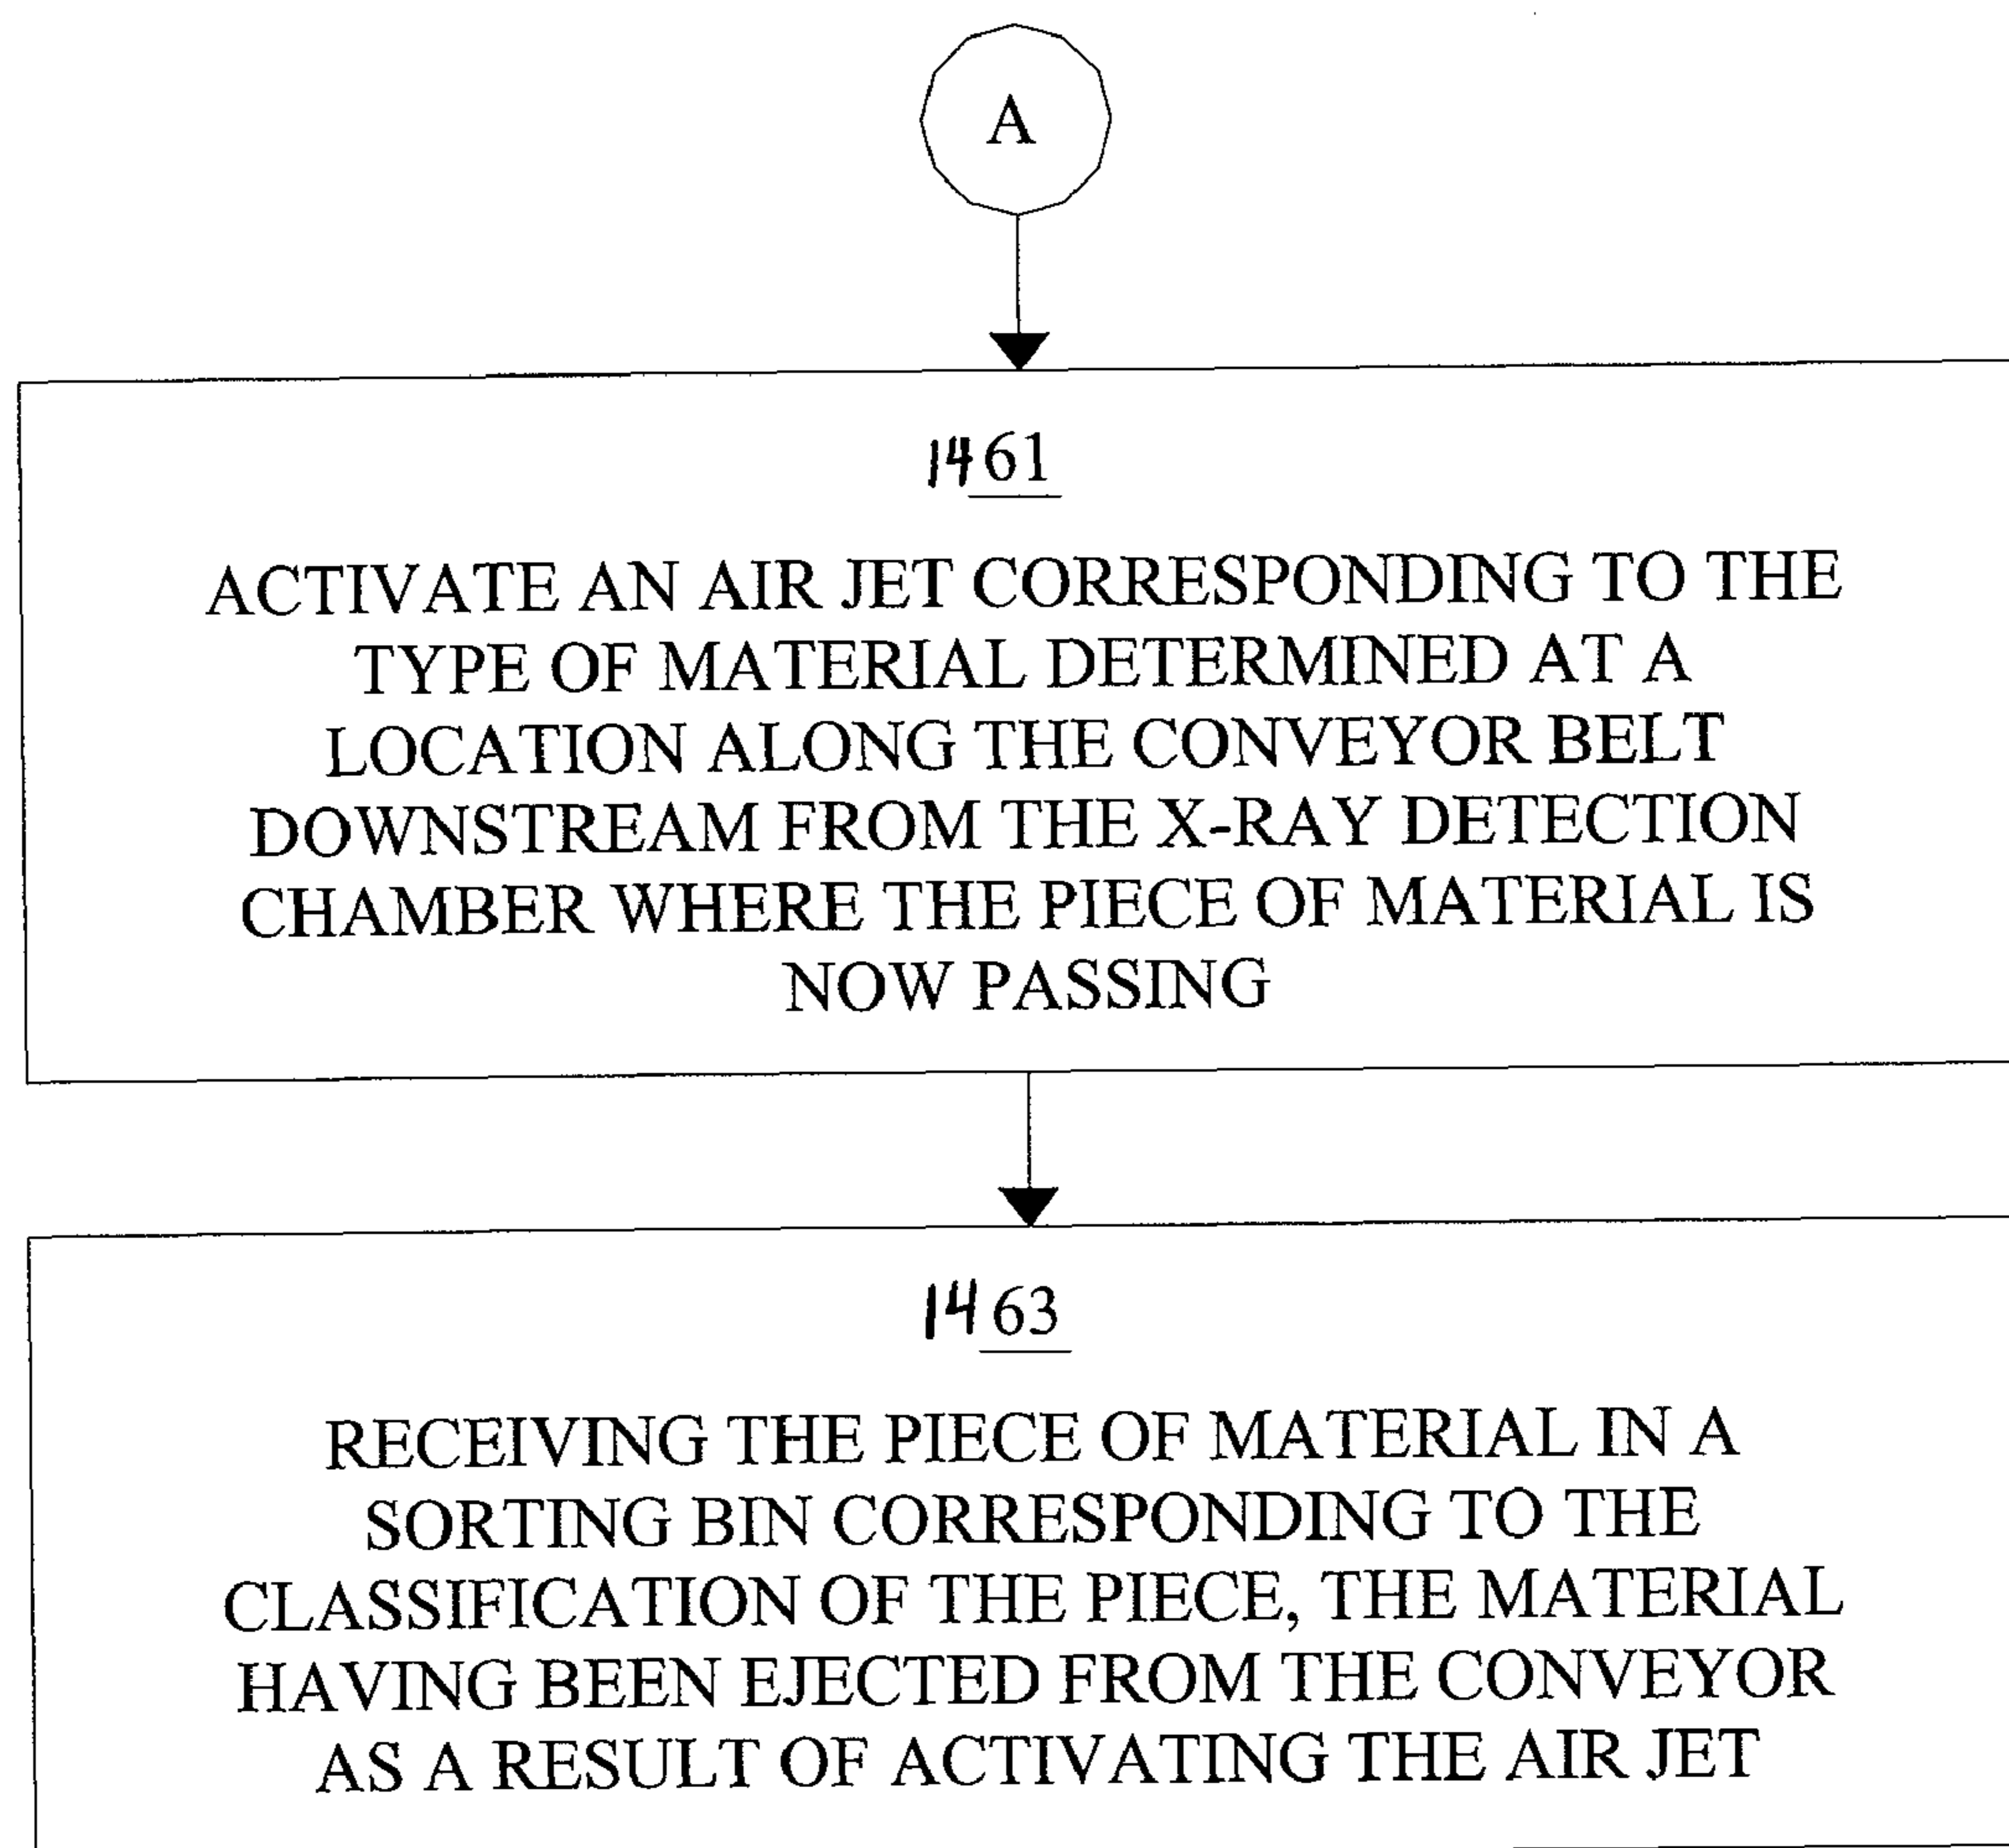 A
1461
ACTIVATE AN AIR JET CORRESPONDING TO THE
TYPE OF MATERIAL DETERMINED AT A
LOCATION ALONG THE CONVEYOR BELT
DOWNSTREAM FROM THE X-RAY DETECTION
CHAMBER WHERE THE PIECE OF MATERIAL IS
NOW PASSING
1463
RECEIVING THE PIECE OF MATERIAL IN A
SORTING BIN CORRESPONDING TO THE
CLASSIFICATION OF THE PIECE, THE MATERIAL
HAVING BEEN EJECTED FROM THE CONVEYOR
AS A RESULT OF ACTIVATING THE AIR JET